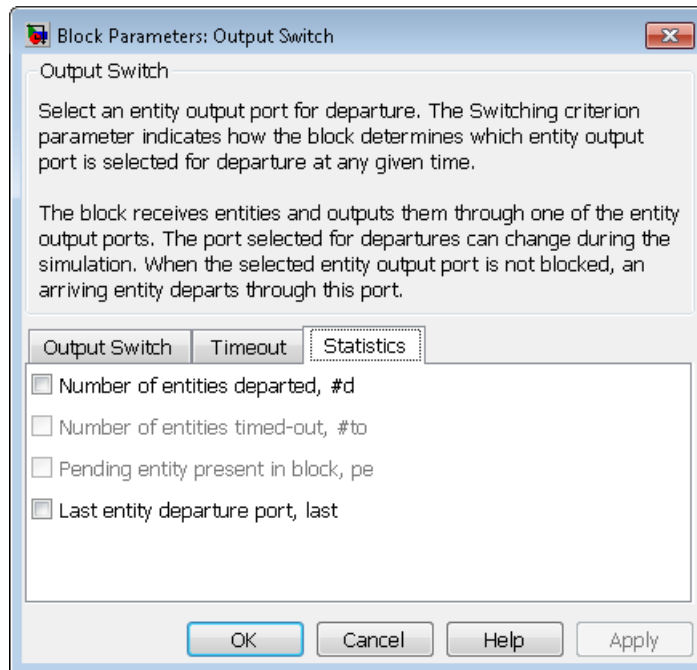 Block Parameters: Output Switch
Output Switch
Select an entity output port for departure. The Switching criterion
parameter indicates how the block determines which entity output
port is selected for departure at any given time.
The block receives entities and outputs them through one of the entity
output ports. The port selected for departures can change during the
simulation. When the selected entity output port is not blocked, an
arriving entity departs through this port.
Output Switch Timeout Statistics
Number of entities departed, #d
Number of entities timed-out, #to
Pending entity present in block, pe
Last entity departure port, last
OK Cancel Help Apply